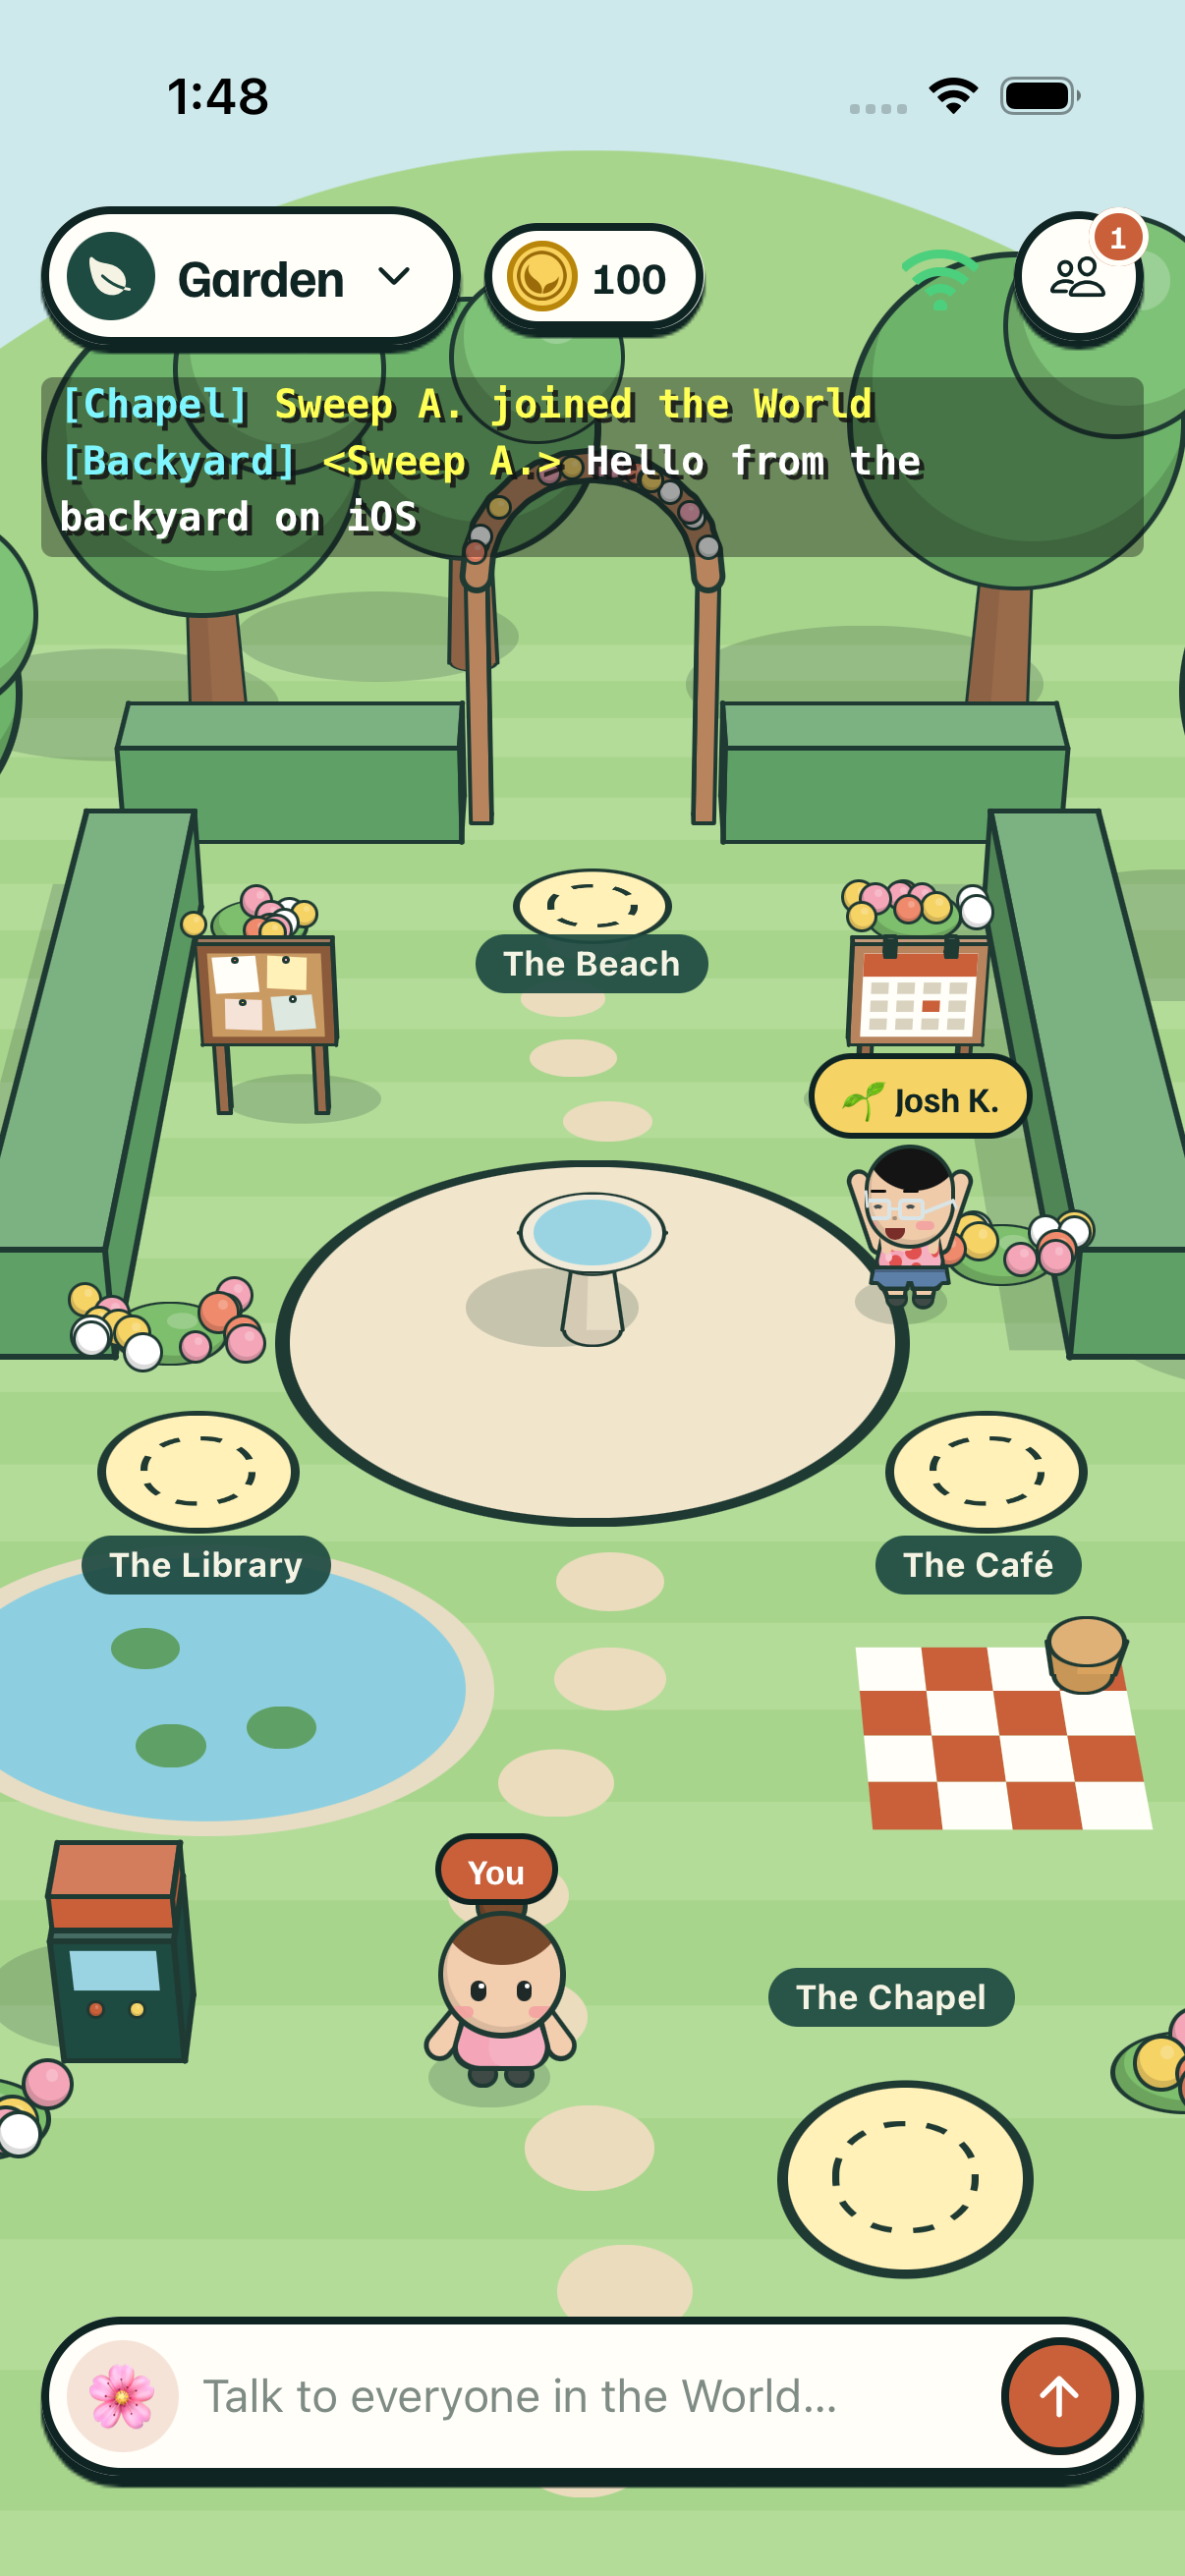 1:48
Garden
100
1
[Chapel] Sweep A. joined the World
[Backyard] <Sweep A.> Hello from the
backyard on iOS
The Beach
🌱 Josh K.
The Library
The Café
You
The Chapel
Talk to everyone in the World...